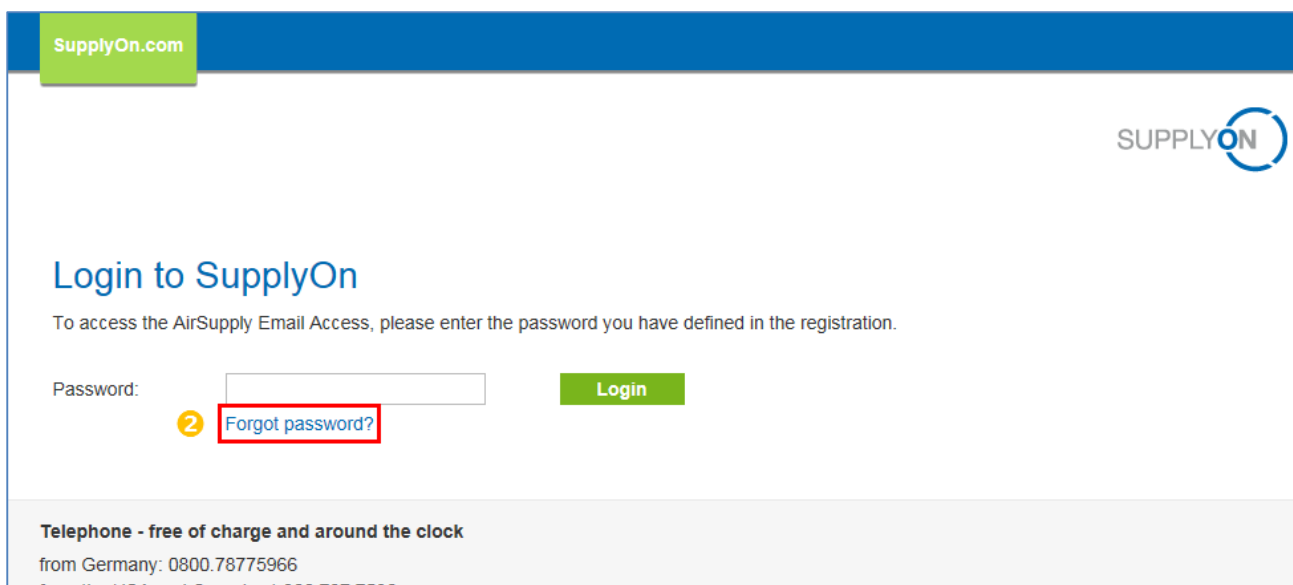 SupplyOn.com
SUPPLYON
Login to SupplyOn
To access the AirSupply Email Access, please enter the password you have defined in the registration.
Password:
Login
2 Forgot password?
Telephone - free of charge and around the clock
from Germany: 0800.78775966